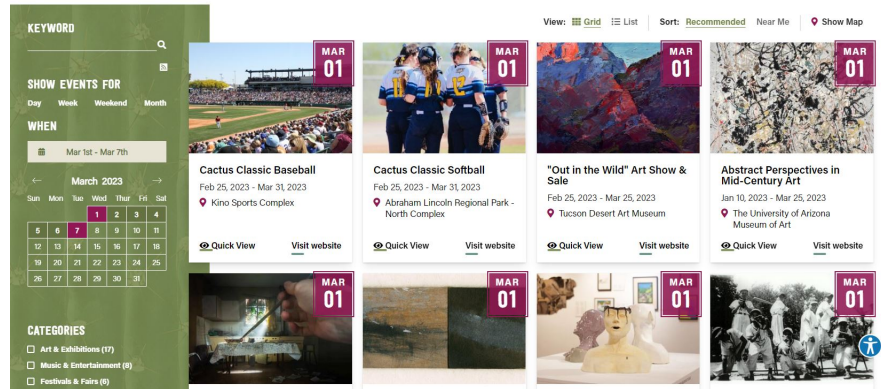 View: Grid List Sort: Recommended Near Me Show Map
KEYWORD
SHOW EVENTS FOR
Day Week Weekend Month
WHEN
Mar 1st - Mar 7th
← March 2023 →
Sun Mon Tue Wed Thur Fri Sat
1 2 3 4
5 6 7 8 9 10 11
12 13 14 15 16 17 18
19 20 21 22 23 24 25
26 27 28 29 30 31
CATEGORIES
Art & Exhibitions (17)
Music & Entertainment (8)
Festivals & Fairs (6)
MAR
01
Cactus Classic Baseball
Feb 25, 2023 - Mar 31, 2023
Kino Sports Complex
Quick View Visit website
MAR
01
12
Cactus Classic Softball
Feb 25, 2023 - Mar 31, 2023
Abraham Lincoln Regional Park -
North Complex
Quick View Visit website
MAR
01
"Out in the Wild" Art Show &
Sale
Feb 25, 2023 - Mar 25, 2023
Tucson Desert Art Museum
Quick View Visit website
MAR
01
Abstract Perspectives in
Mid-Century Art
Jan 10, 2023 - Mar 25, 2023
The University of Arizona
Museum of Art
Quick View Visit website
MAR
01
MAR
01
MAR
01
MAR
01